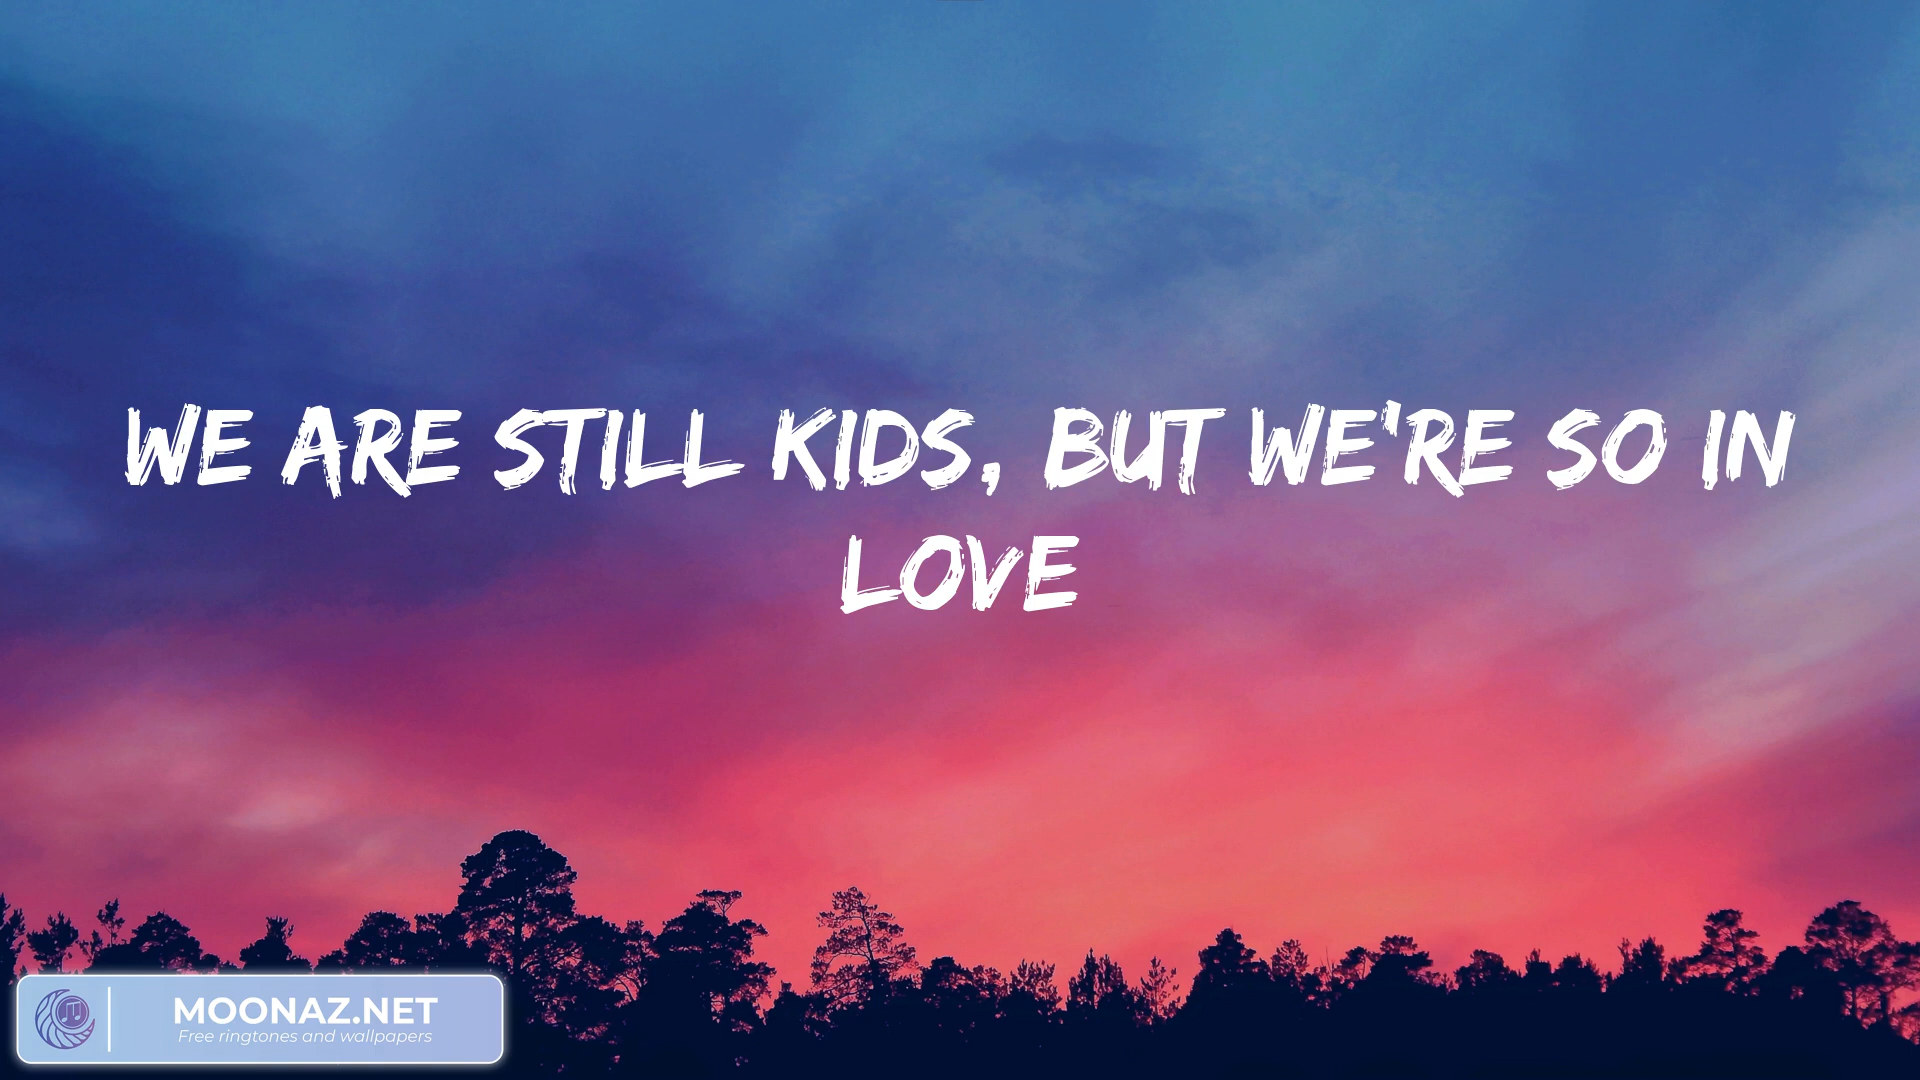 WE ARE STILL KIDS, BUT WE'RE SO IN
LOVE
MOONAZ.NET
Free ringtones and wallpapers